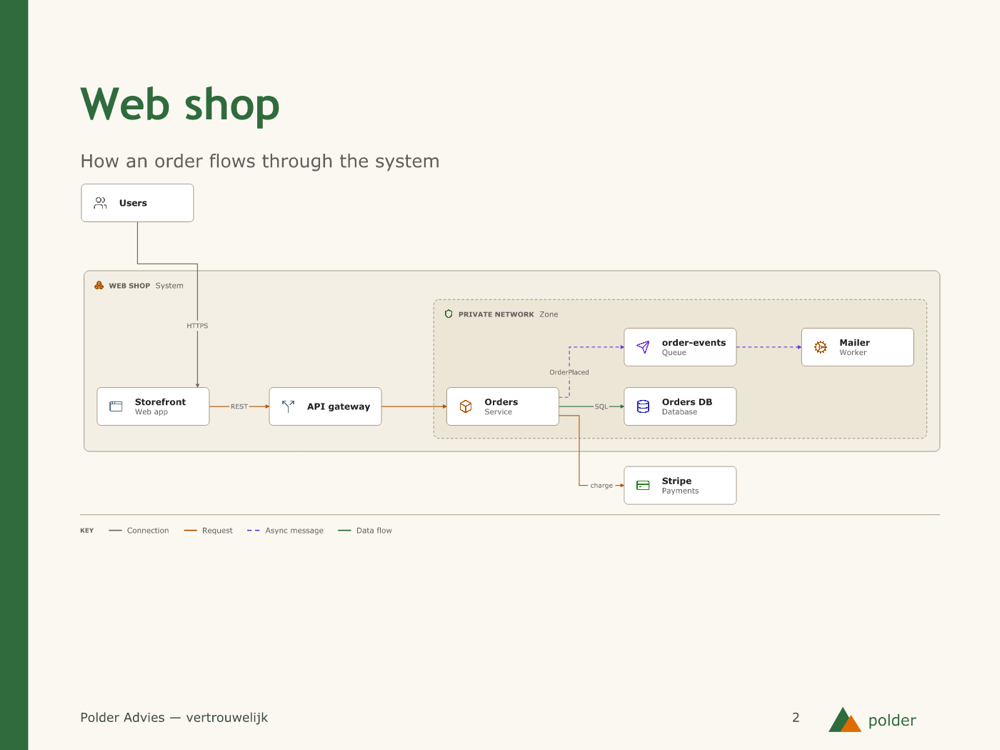 Web shop
How an order flows through the system
Users
WEB SHOP System
HTTPS
PRIVATE NETWORK Zone
order-events
Queue
Mailer
Worker
OrderPlaced
Storefront
Web app
REST
API gateway
Orders
Service
SQL
Orders DB
Database
charge
Stripe
Payments
KEY Connection Request Async message Data flow
Polder Advies — vertrouwelijk
2
polder